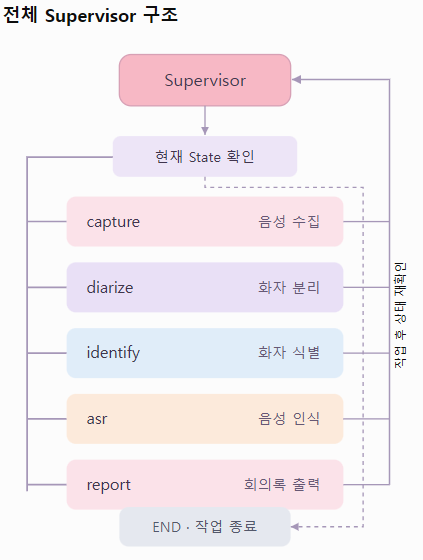 전체 Supervisor 구조
Supervisor
현재 State 확인
capture 음성 수집
diarize 화자 분리
identify 화자 식별
작업 후 상태 재확인
asr 음성 인식
report 회의록 출력
END · 작업 종료